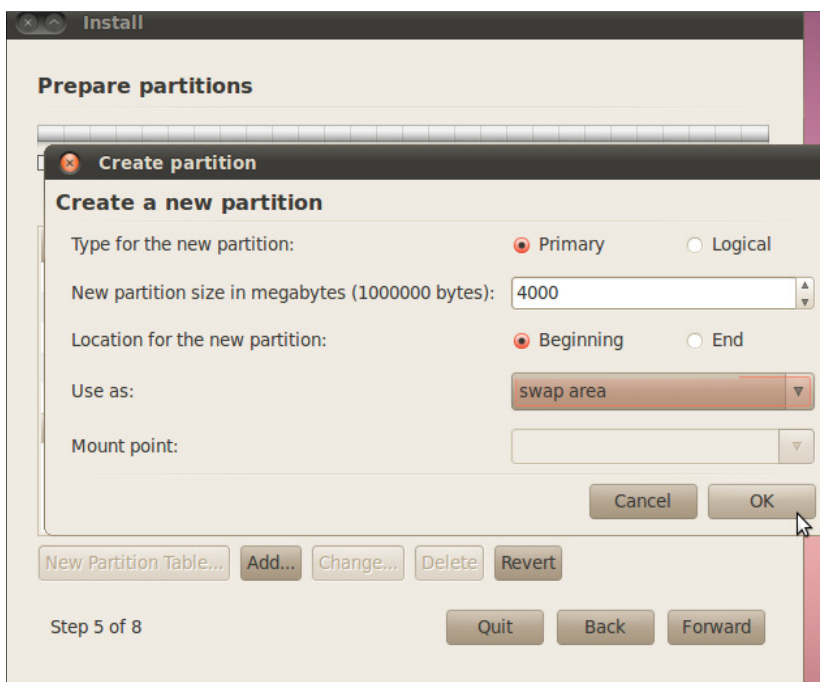 Install
Prepare partitions
Create partition
Create a new partition
Type for the new partition: Primary Logical
New partition size in megabytes (1000000 bytes): 4000
Location for the new partition: Beginning End
Use as: swap area
Mount point:
Cancel OK
New Partition Table... Add... Change... Delete Revert
Step 5 of 8 Quit Back Forward